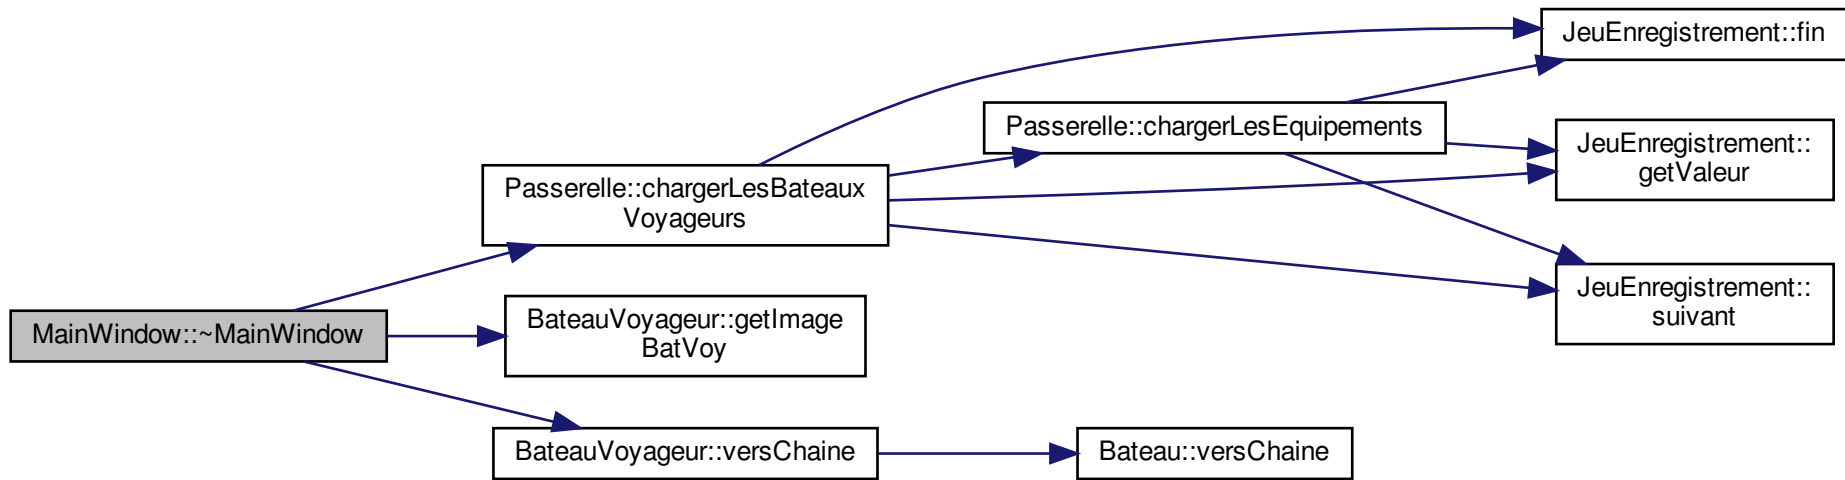 MainWindow::~MainWindow
Passerelle::chargerLesBateaux
Voyageurs
BateauVoyageur::getImage
BatVoy
BateauVoyageur::versChaine
Passerelle::chargerLesEquipements
Bateau::versChaine
JeuEnregistrement::fin
JeuEnregistrement::
getValeur
JeuEnregistrement::
suivant